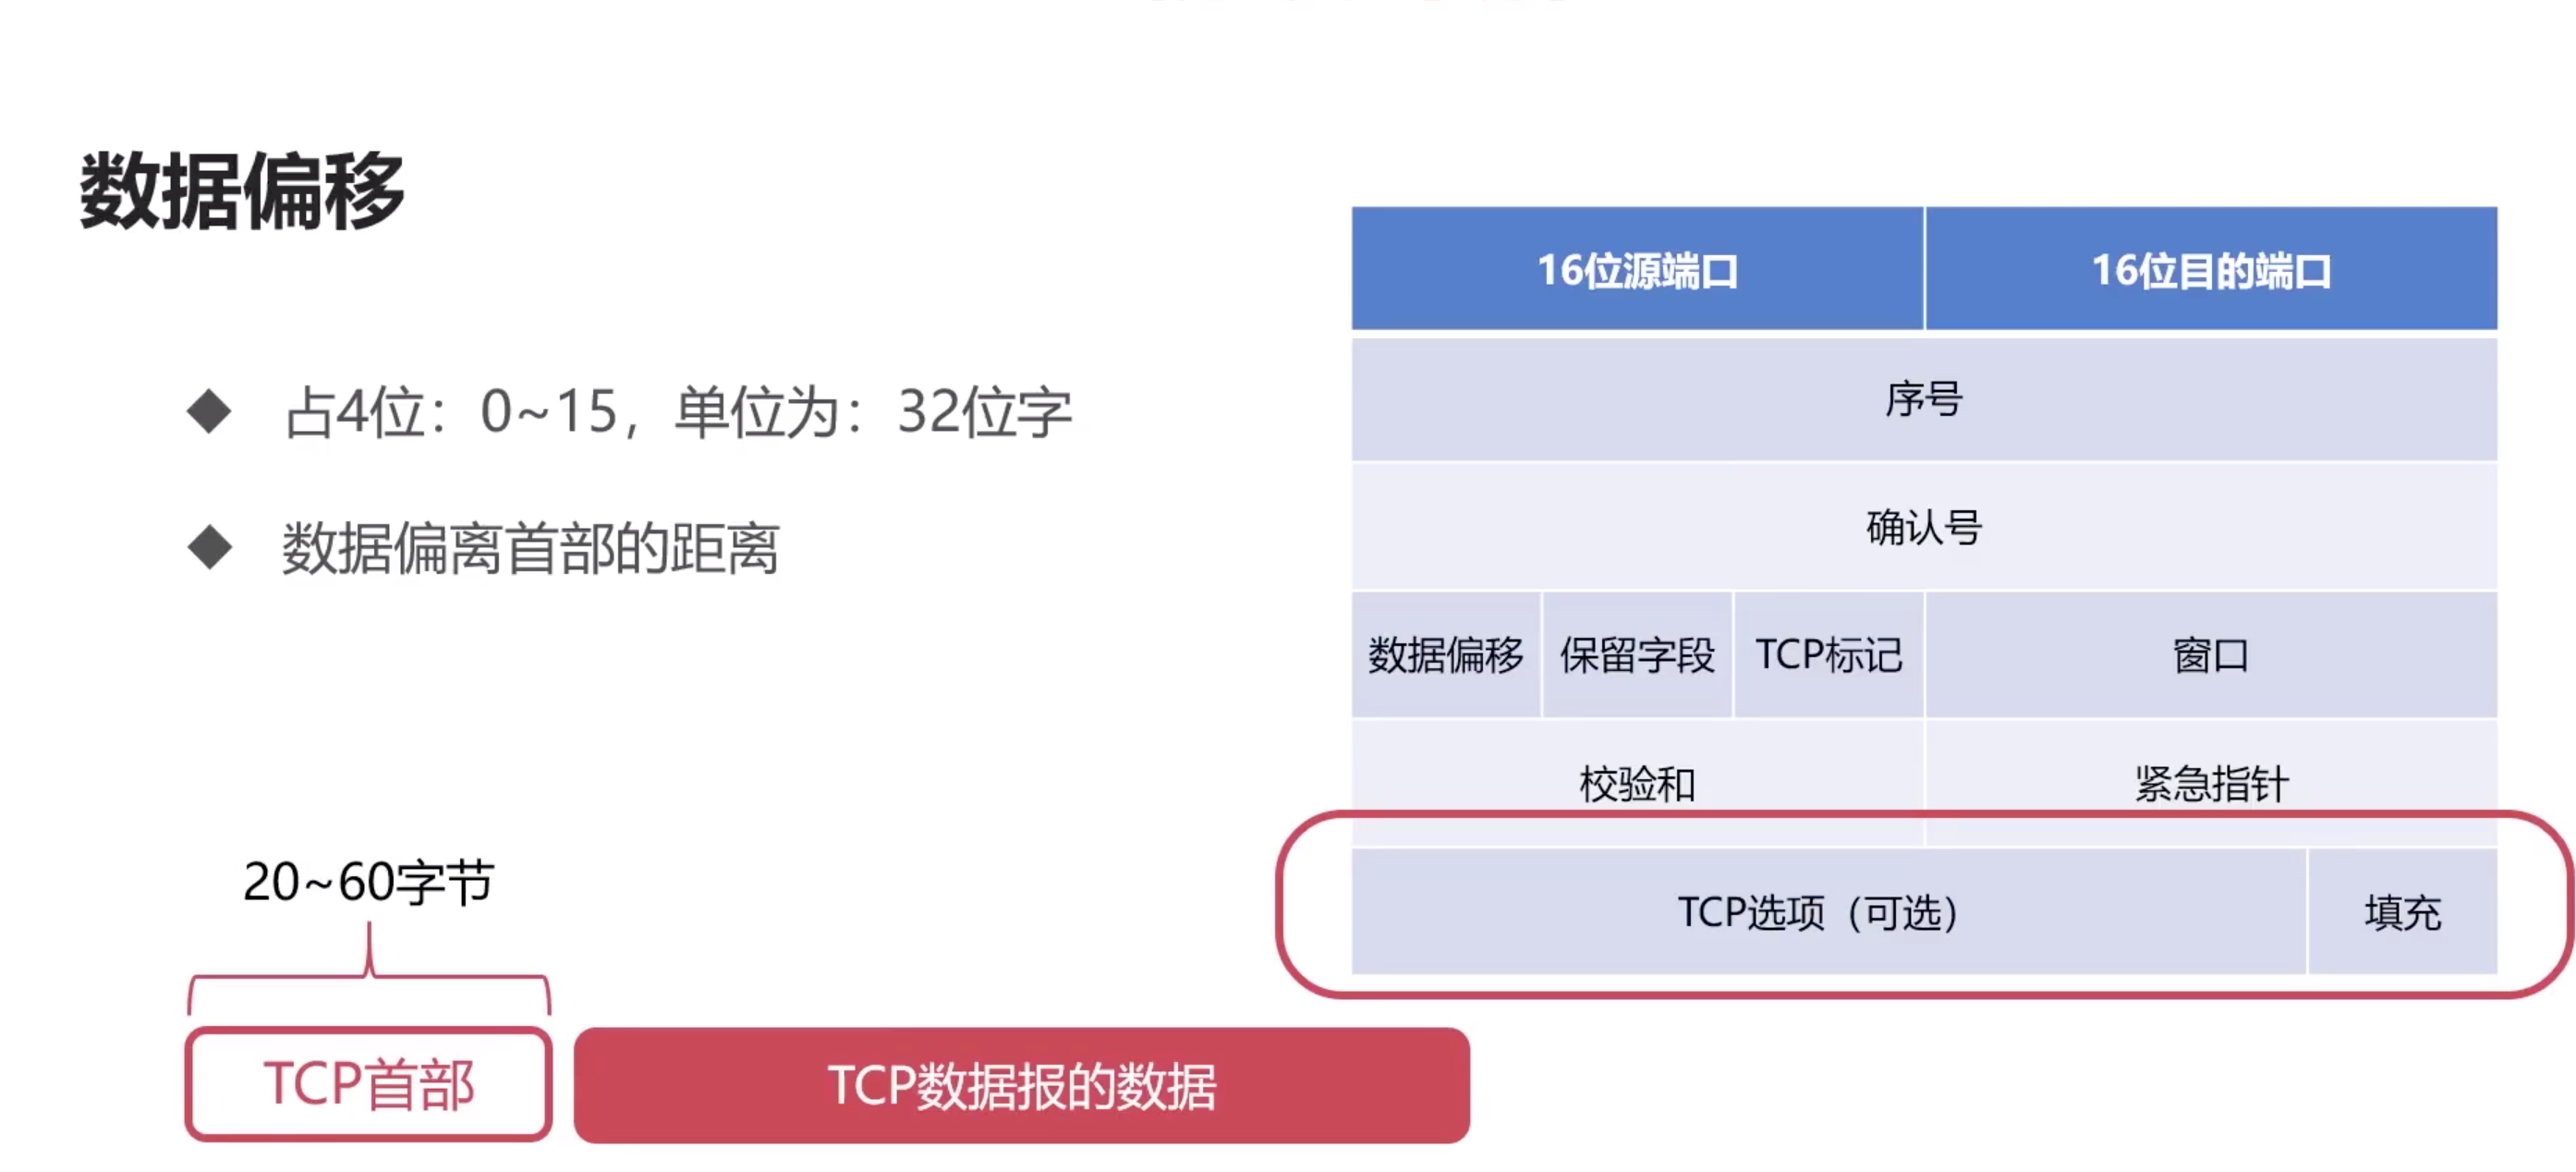 数据偏移
占4位：0~15，单位为：32位字
数据偏离首部的距离
20~60字节
TCP首部
TCP数据报的数据
16位源端口 16位目的端口
序号
确认号
数据偏移 保留字段 TCP标记 窗口
校验和 紧急指针
TCP选项（可选） 填充